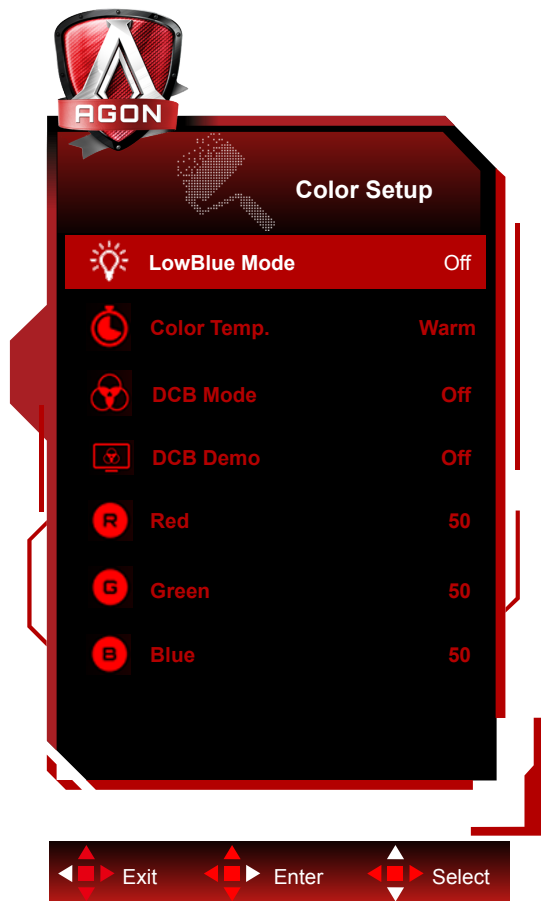 AGON
Color Setup
LowBlue Mode Off
Color Temp. Warm
DCB Mode Off
DCB Demo Off
R Red 50
G Green 50
B Blue 50
Exit Enter Select